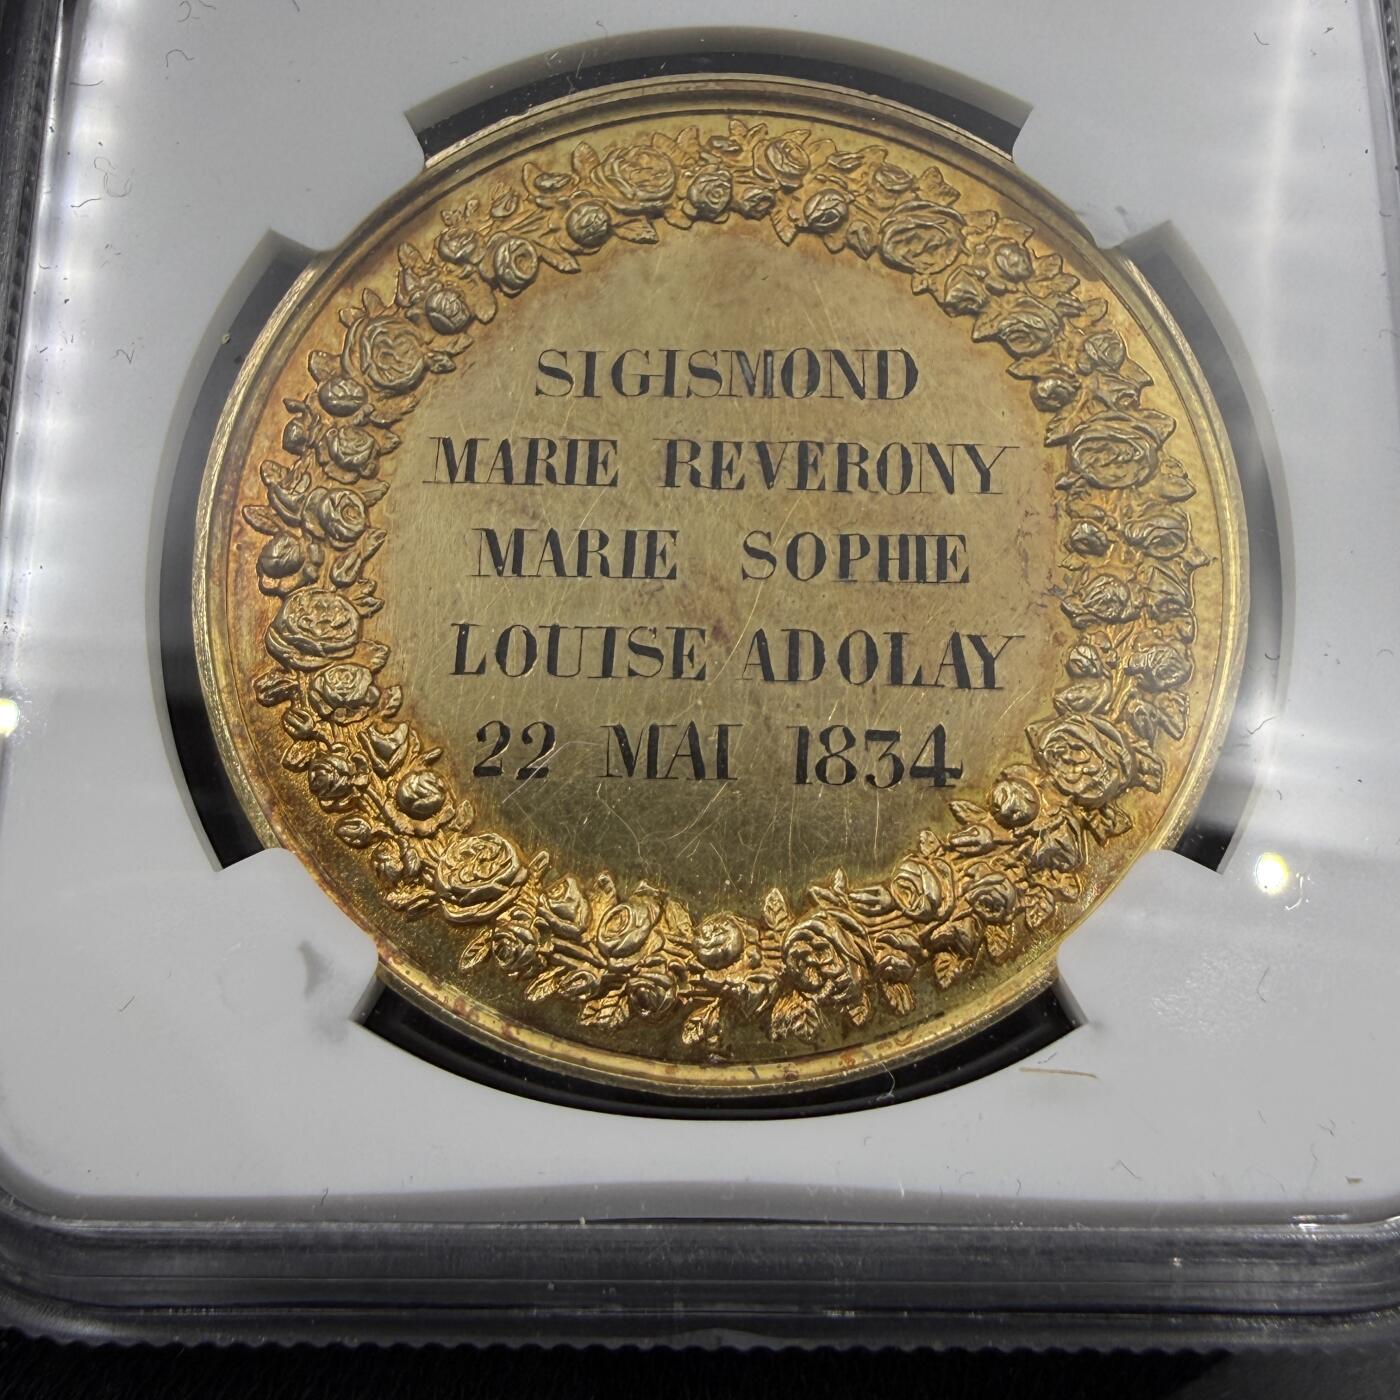 SIGISMOND
MARIE REVERONY
MARIE SOPHIE
LOUISE ADOLAY
22 MAI 1834